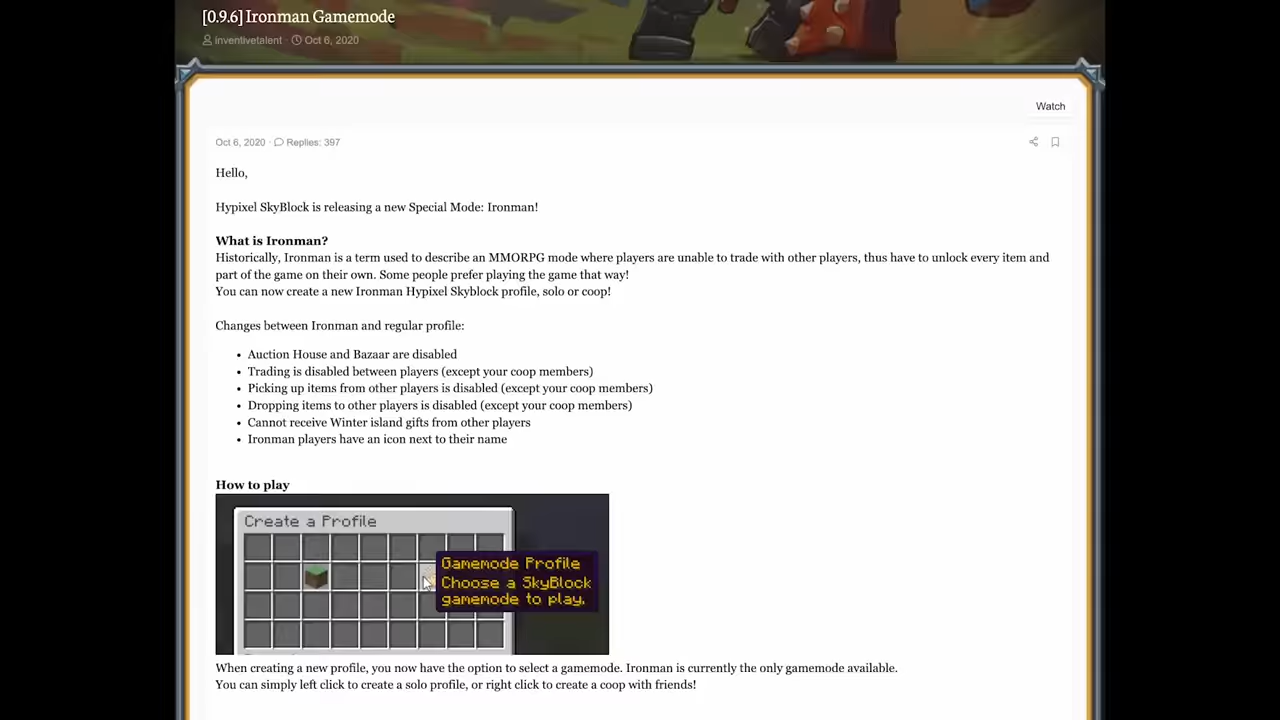 [0.9.6] Ironman Gamemode
inventivetalent · Oct 6, 2020
Watch
Oct 6, 2020 · Replies: 397
Hello,
Hypixel SkyBlock is releasing a new Special Mode: Ironman!
What is Ironman?
Historically, Ironman is a term used to describe an MMORPG mode where players are unable to trade with other players, thus have to unlock every item and
part of the game on their own. Some people prefer playing the game that way!
You can now create a new Ironman Hypixel Skyblock profile, solo or coop!
Changes between Ironman and regular profile:
• Auction House and Bazaar are disabled
• Trading is disabled between players (except your coop members)
• Picking up items from other players is disabled (except your coop members)
• Dropping items to other players is disabled (except your coop members)
• Cannot receive Winter island gifts from other players
• Ironman players have an icon next to their name
How to play
Create a Profile
Gamemode Profile
Choose a SkyBlock
gamemode to play.
When creating a new profile, you now have the option to select a gamemode. Ironman is currently the only gamemode available.
You can simply left click to create a solo profile, or right click to create a coop with friends!